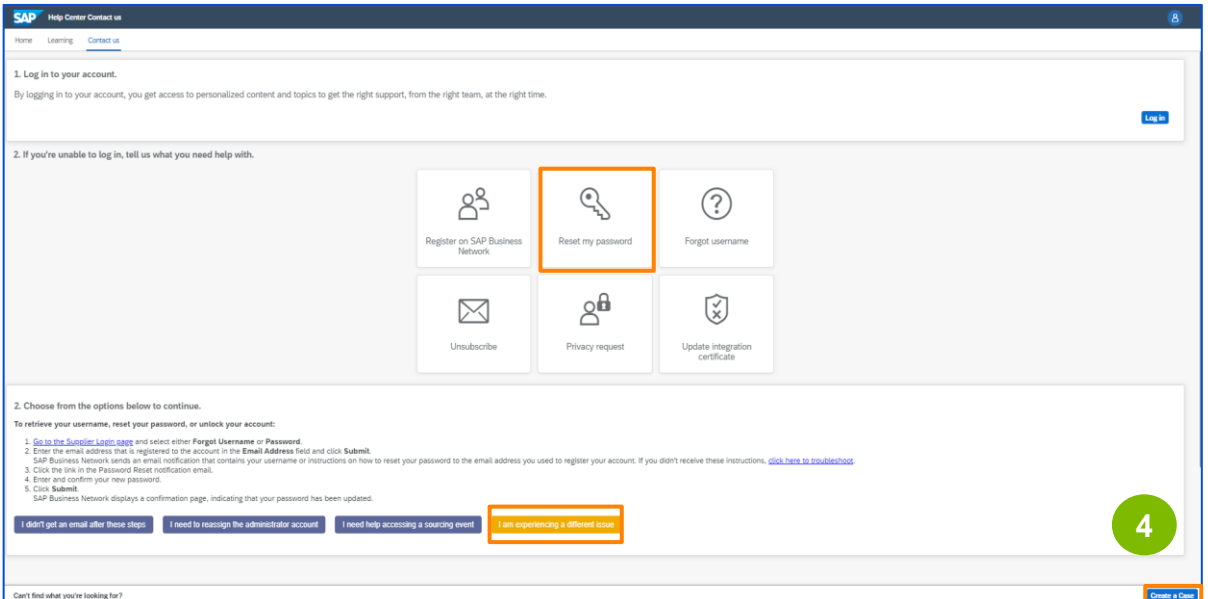 SAP Help Center Contact us
Home Learning Contact us
1. Log in to your account.
By logging in to your account, you get access to personalized content and topics to get the right support, from the right team, at the right time.
Log in
2. If you're unable to log in, tell us what you need help with.
Register on SAP Business
Network
Reset my password
Forgot username
Unsubscribe
Privacy request
Update integration
certificate
2. Choose from the options below to continue.
To retrieve your username, reset your password, or unlock your account:
1. Go to the Supplier Login page and select either Forgot Username or Password.
2. Enter the email address that is registered to the account in the Email Address field and click Submit.
SAP Business Network sends an email notification that contains your username or instructions on how to reset your password to the email address you used to register your account. If you didn't receive these instructions, click here to troubleshoot.
3. Click the link in the Password Reset notification email.
4. Enter and confirm your new password.
5. Click Submit.
SAP Business Network displays a confirmation page, indicating that your password has been updated.
I didn't get an email after these steps I need to reassign the administrator account I need help accessing a sourcing event I am experiencing a different issue
4
Can't find what you're looking for? Create a Case